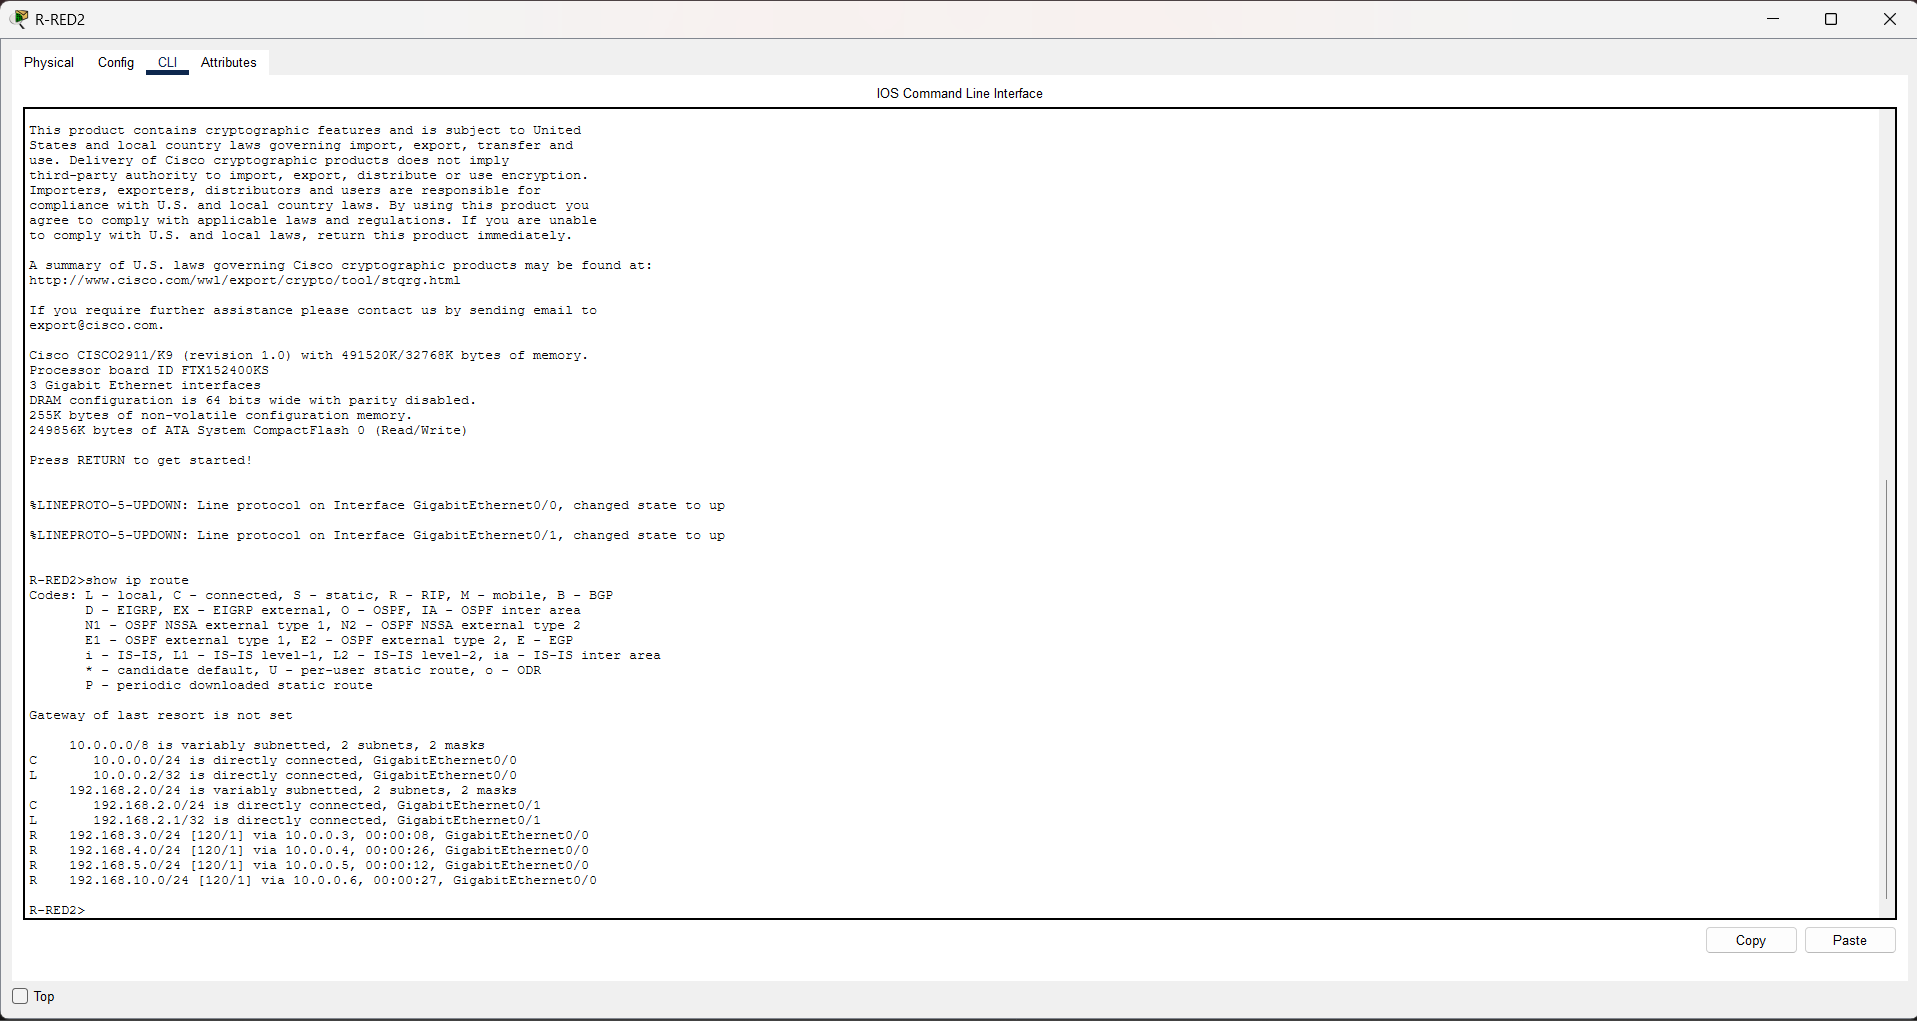 R-RED2
Physical Config CLI Attributes
IOS Command Line Interface
This product contains cryptographic features and is subject to United
States and local country laws governing import, export, transfer and
use. Delivery of Cisco cryptographic products does not imply
third-party authority to import, export, distribute or use encryption.
Importers, exporters, distributors and users are responsible for
compliance with U.S. and local country laws. By using this product you
agree to comply with applicable laws and regulations. If you are unable
to comply with U.S. and local laws, return this product immediately.
A summary of U.S. laws governing Cisco cryptographic products may be found at:
http://www.cisco.com/wwl/export/crypto/tool/stqrg.html
If you require further assistance please contact us by sending email to
export@cisco.com.
Cisco CISCO2911/K9 (revision 1.0) with 491520K/32768K bytes of memory.
Processor board ID FTX152400KS
3 Gigabit Ethernet interfaces
DRAM configuration is 64 bits wide with parity disabled.
255K bytes of non-volatile configuration memory.
249856K bytes of ATA System CompactFlash 0 (Read/Write)
Press RETURN to get started!
%LINEPROTO-5-UPDOWN: Line protocol on Interface GigabitEthernet0/0, changed state to up
%LINEPROTO-5-UPDOWN: Line protocol on Interface GigabitEthernet0/1, changed state to up
R-RED2>show ip route
Codes: L - local, C - connected, S - static, R - RIP, M - mobile, B - BGP
D - EIGRP, EX - EIGRP external, O - OSPF, IA - OSPF inter area
N1 - OSPF NSSA external type 1, N2 - OSPF NSSA external type 2
E1 - OSPF external type 1, E2 - OSPF external type 2, E - EGP
i - IS-IS, L1 - IS-IS level-1, L2 - IS-IS level-2, ia - IS-IS inter area
* - candidate default, U - per-user static route, o - ODR
P - periodic downloaded static route
Gateway of last resort is not set
10.0.0.0/8 is variably subnetted, 2 subnets, 2 masks
C 10.0.0.0/24 is directly connected, GigabitEthernet0/0
L 10.0.0.2/32 is directly connected, GigabitEthernet0/0
192.168.2.0/24 is variably subnetted, 2 subnets, 2 masks
C 192.168.2.0/24 is directly connected, GigabitEthernet0/1
L 192.168.2.1/32 is directly connected, GigabitEthernet0/1
R 192.168.3.0/24 [120/1] via 10.0.0.3, 00:00:08, GigabitEthernet0/0
R 192.168.4.0/24 [120/1] via 10.0.0.4, 00:00:26, GigabitEthernet0/0
R 192.168.5.0/24 [120/1] via 10.0.0.5, 00:00:12, GigabitEthernet0/0
R 192.168.10.0/24 [120/1] via 10.0.0.6, 00:00:27, GigabitEthernet0/0
R-RED2>
Copy Paste
Top